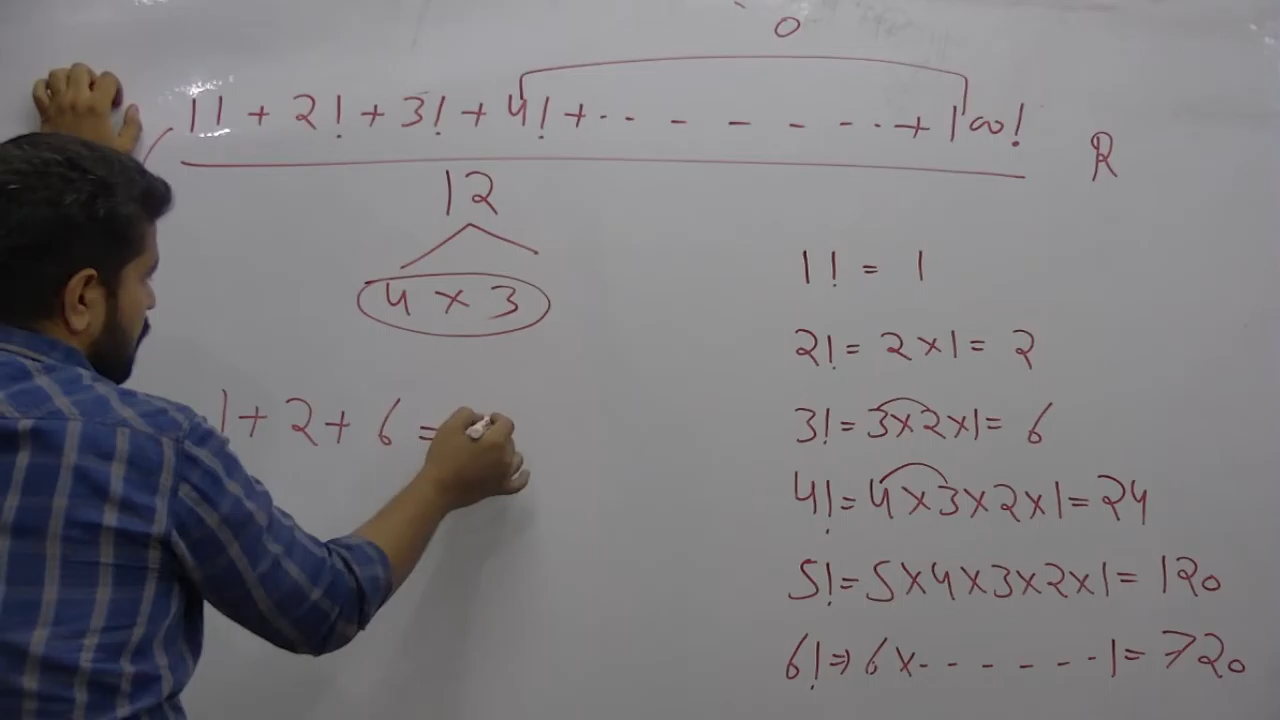 0
1! + 2! + 3! + 4! + ·· - - - - ·· + 100!
R
12
4 × 3
1 + 2 + 6 =
1! = 1
2! = 2×1 = 2
3! = 3×2×1 = 6
4! = 4×3×2×1 = 24
5! = 5×4×3×2×1 = 120
6! ⇒ 6×- - - - - - -1 = 720